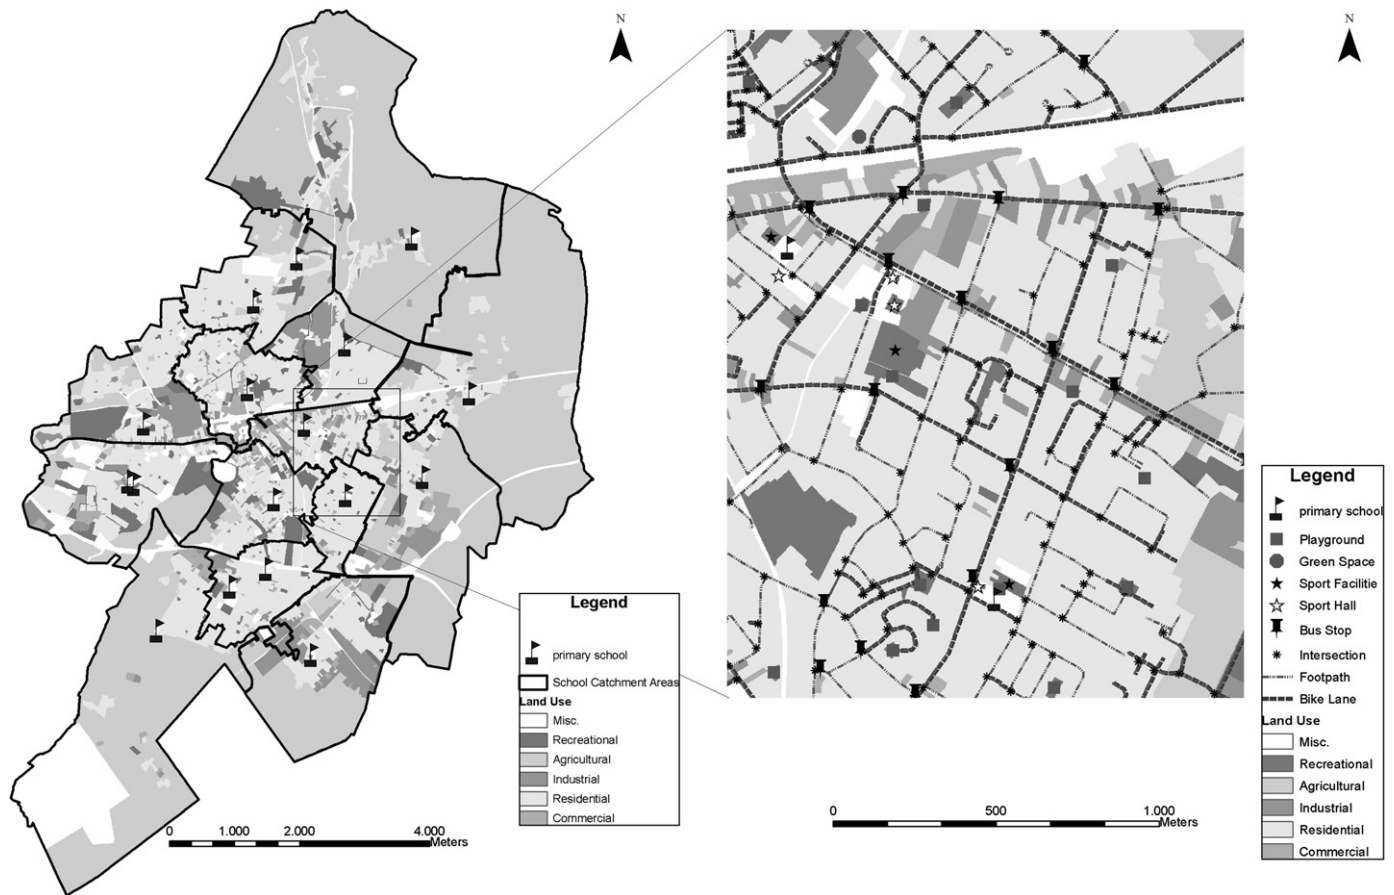 N
Legend
primary school
School Catchment Areas
Land Use
Misc.
Recreational
Agricultural
Industrial
Residential
Commercial
0 1.000 2.000 4.000
Meters
N
Legend
primary school
Playground
Green Space
Sport Facilitie
Sport Hall
Bus Stop
Intersection
Footpath
Bike Lane
Land Use
Misc.
Recreational
Agricultural
Industrial
Residential
Commercial
0 500 1.000
Meters